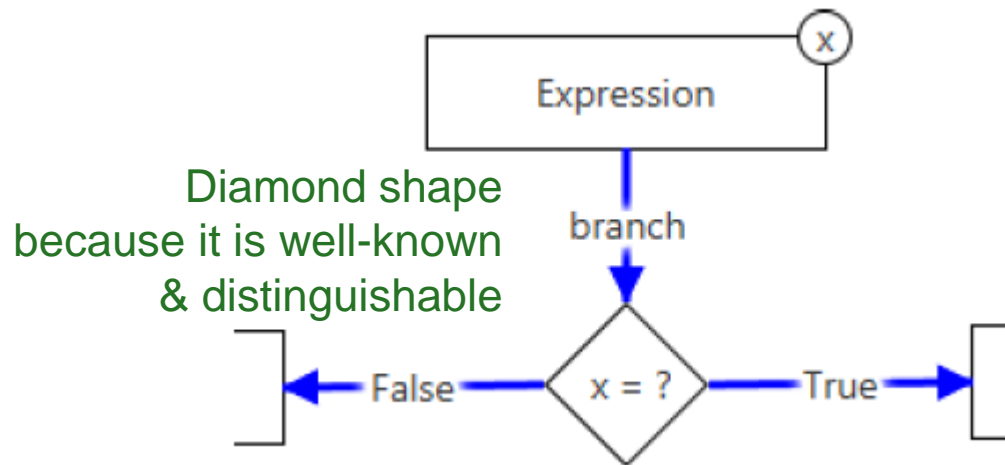 x
Expression
Diamond shape
because it is well-known
& distinguishable
branch
False
x = ?
True